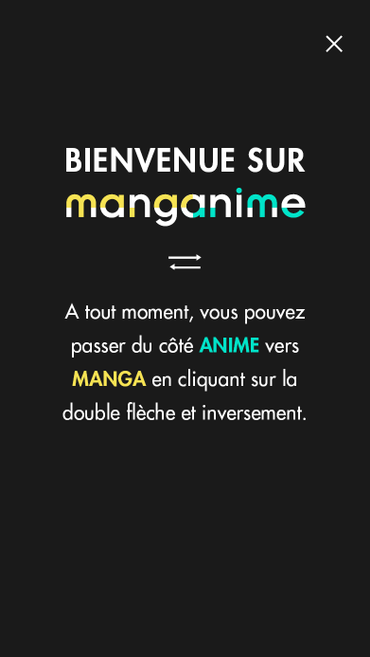 BIENVENUE SUR
manganime
A tout moment, vous pouvez
passer du côté ANIME vers
MANGA en cliquant sur la
double flèche et inversement.